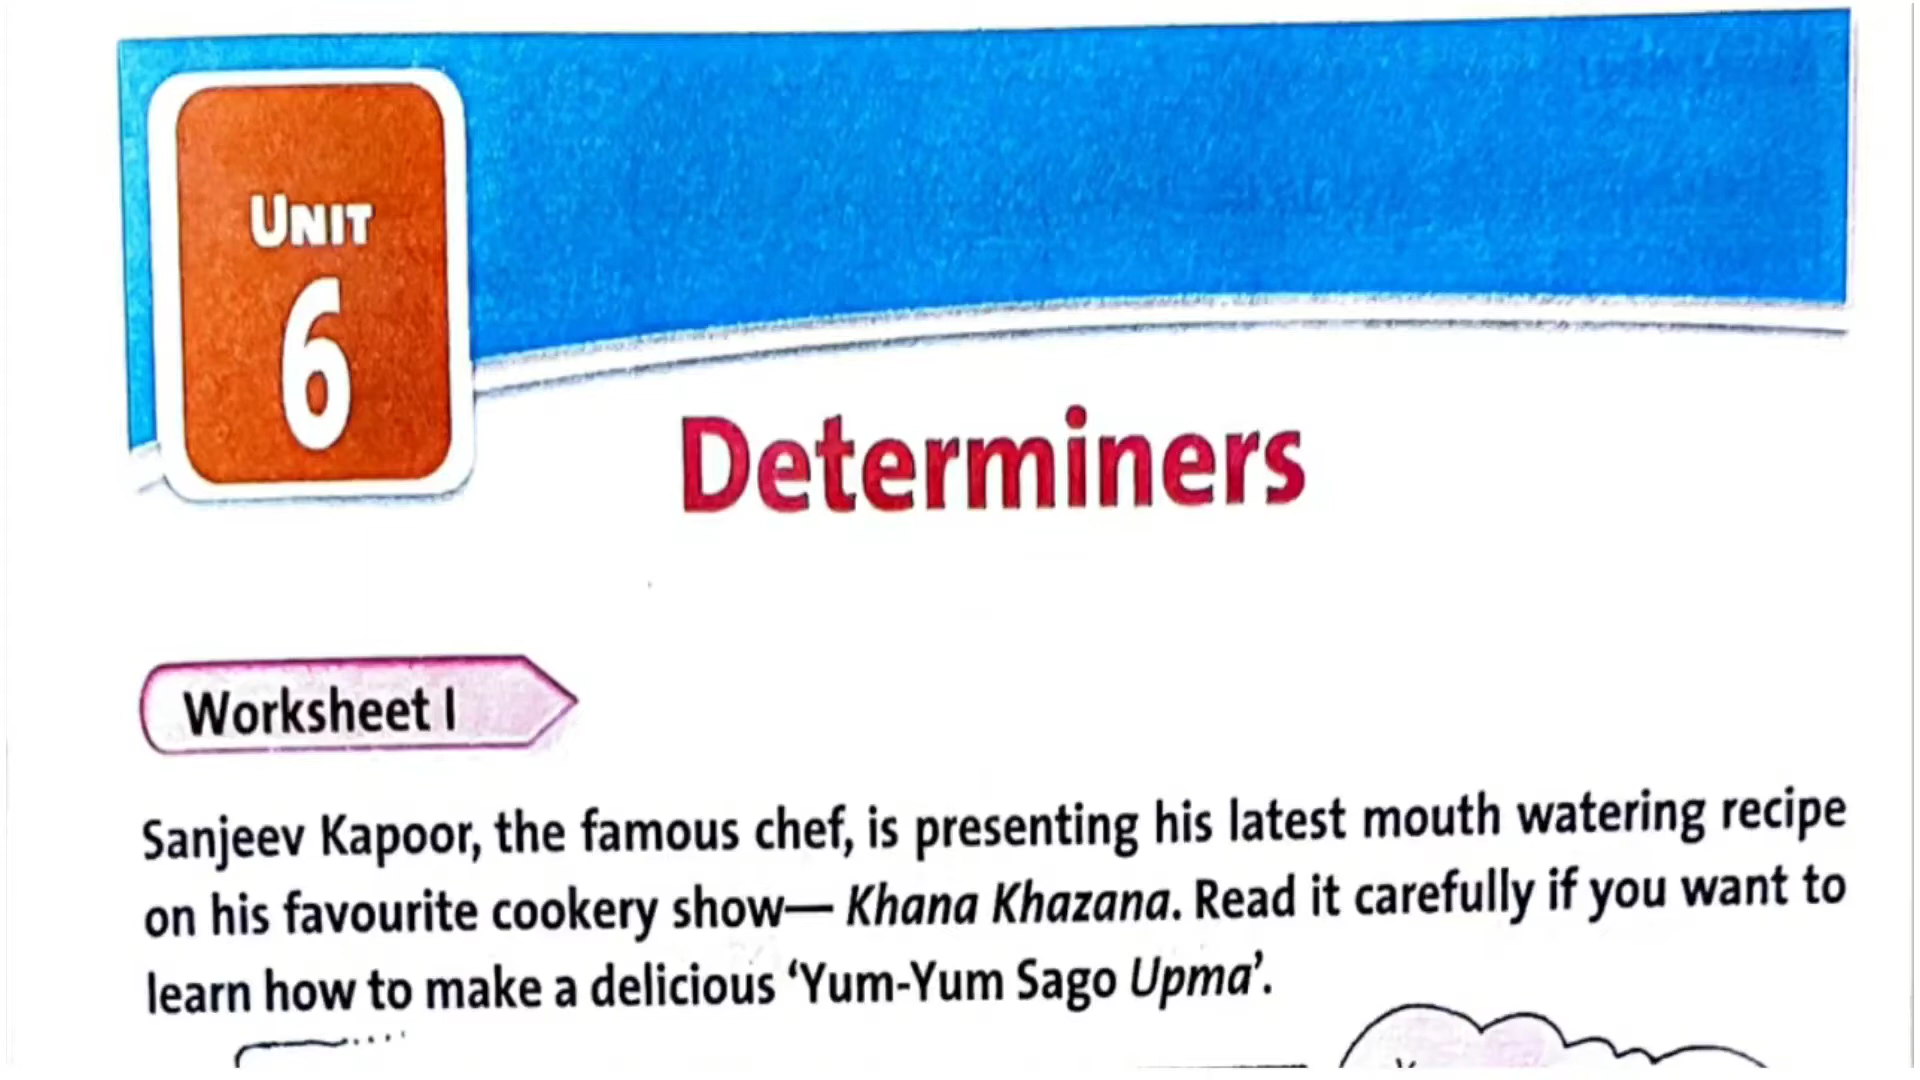 UNIT
6
Determiners
Worksheet I
Sanjeev Kapoor, the famous chef, is presenting his latest mouth watering recipe
on his favourite cookery show— Khana Khazana. Read it carefully if you want to
learn how to make a delicious ‘Yum-Yum Sago Upma’.